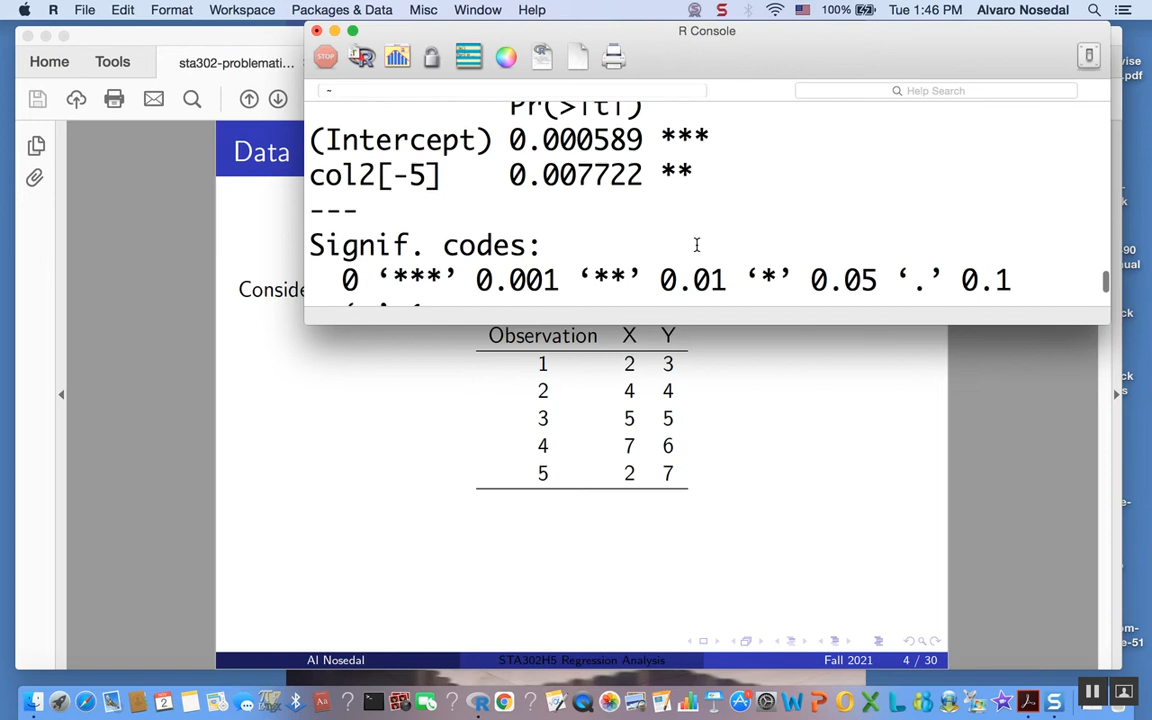 R File Edit Format Workspace Packages & Data Misc Window Help
100% Tue 1:46 PM Alvaro Nosedal
R Console
Home Tools sta302-problemati...
STOP
-
Help Search
Pr(>|t|)
(Intercept) 0.000589 ***
col2[-5] 0.007722 **
---
Signif. codes:
0 ‘***’ 0.001 ‘**’ 0.01 ‘*’ 0.05 ‘.’ 0.1
Data
Conside
Observation X Y
1 2 3
2 4 4
3 5 5
4 7 6
5 2 7
Al Nosedal STA302H5 Regression Analysis Fall 2021 4 / 30
.pdf